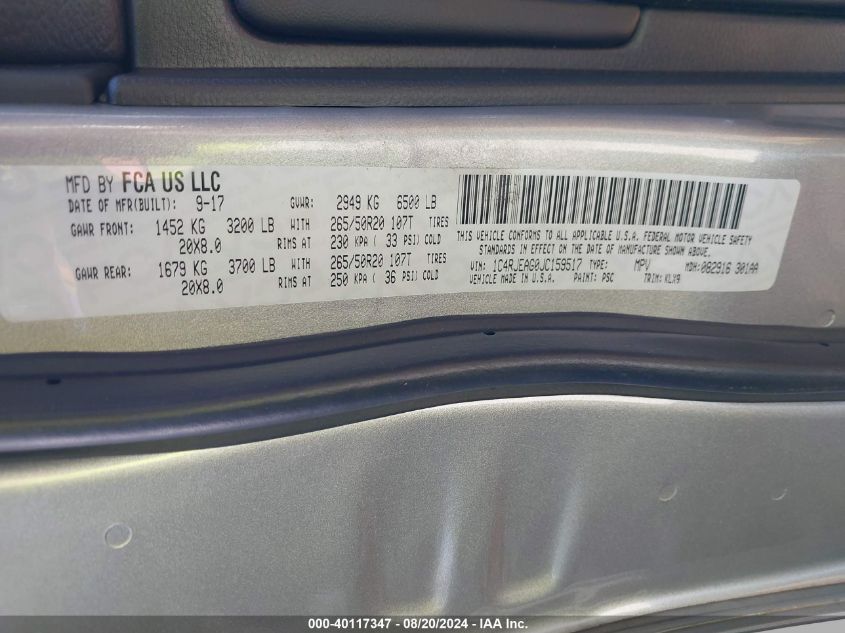 MFD BY FCA US LLC
DATE OF MFR(BUILT): 9-17 GVWR: 2949 KG 6500 LB
GAWR FRONT: 1452 KG 3200 LB WITH 265/50R20 107T TIRES
20X8.0 RIMS AT 230 KPA ( 33 PSI) COLD
GAWR REAR: 1679 KG 3700 LB WITH 265/50R20 107T TIRES
20X8.0 RIMS AT 250 KPA ( 36 PSI) COLD
THIS VEHICLE CONFORMS TO ALL APPLICABLE U.S.A. FEDERAL MOTOR VEHICLE SAFETY
STANDARDS IN EFFECT ON THE DATE OF MANUFACTURE SHOWN ABOVE.
VIN: 1C4RJEAG0JC159517 TYPE: MPV MDH: 082916 301AA
VEHICLE MADE IN U.S.A. PAINT: PSC TRIM: KLX9
000-40117347 - 08/20/2024 - IAA Inc.